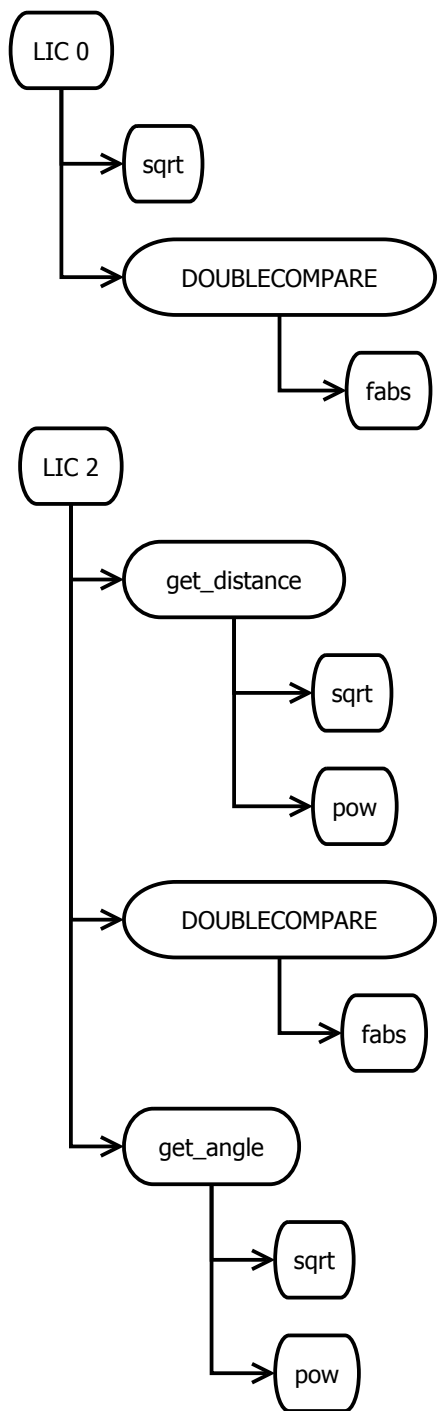 LIC 0
sqrt
DOUBLECOMPARE
fabs
LIC 2
get_distance
sqrt
pow
DOUBLECOMPARE
fabs
get_angle
sqrt
pow